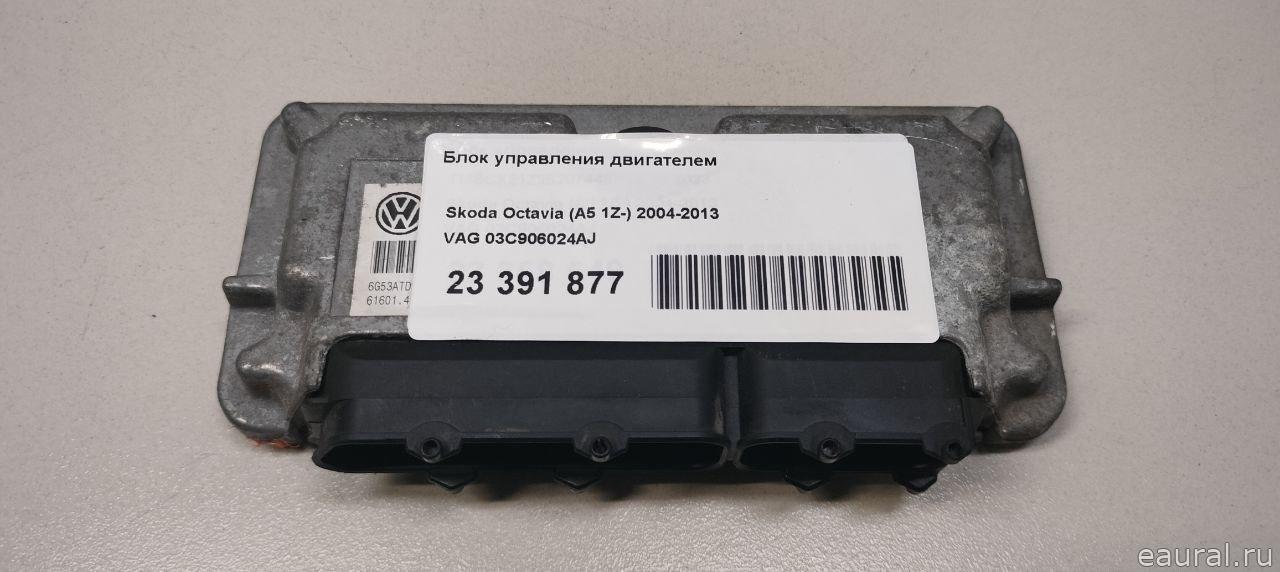 Блок управления двигателем
Skoda Octavia (A5 1Z-) 2004-2013
VAG 03C906024AJ
23 391 877
6G53ATD
61601.4
eaural.ru